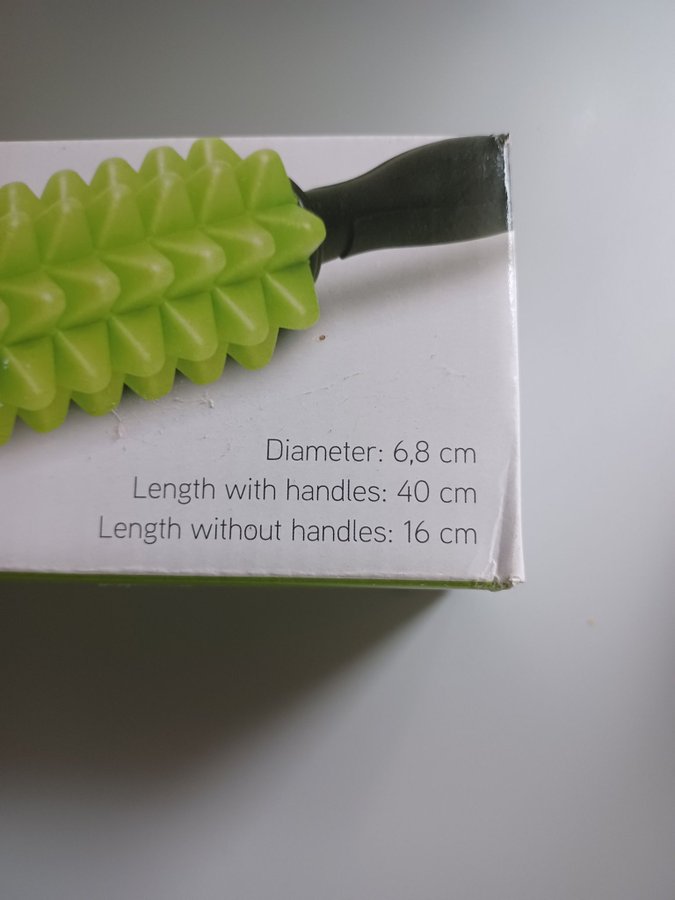 Diameter: 6,8 cm
Length with handles: 40 cm
Length without handles: 16 cm